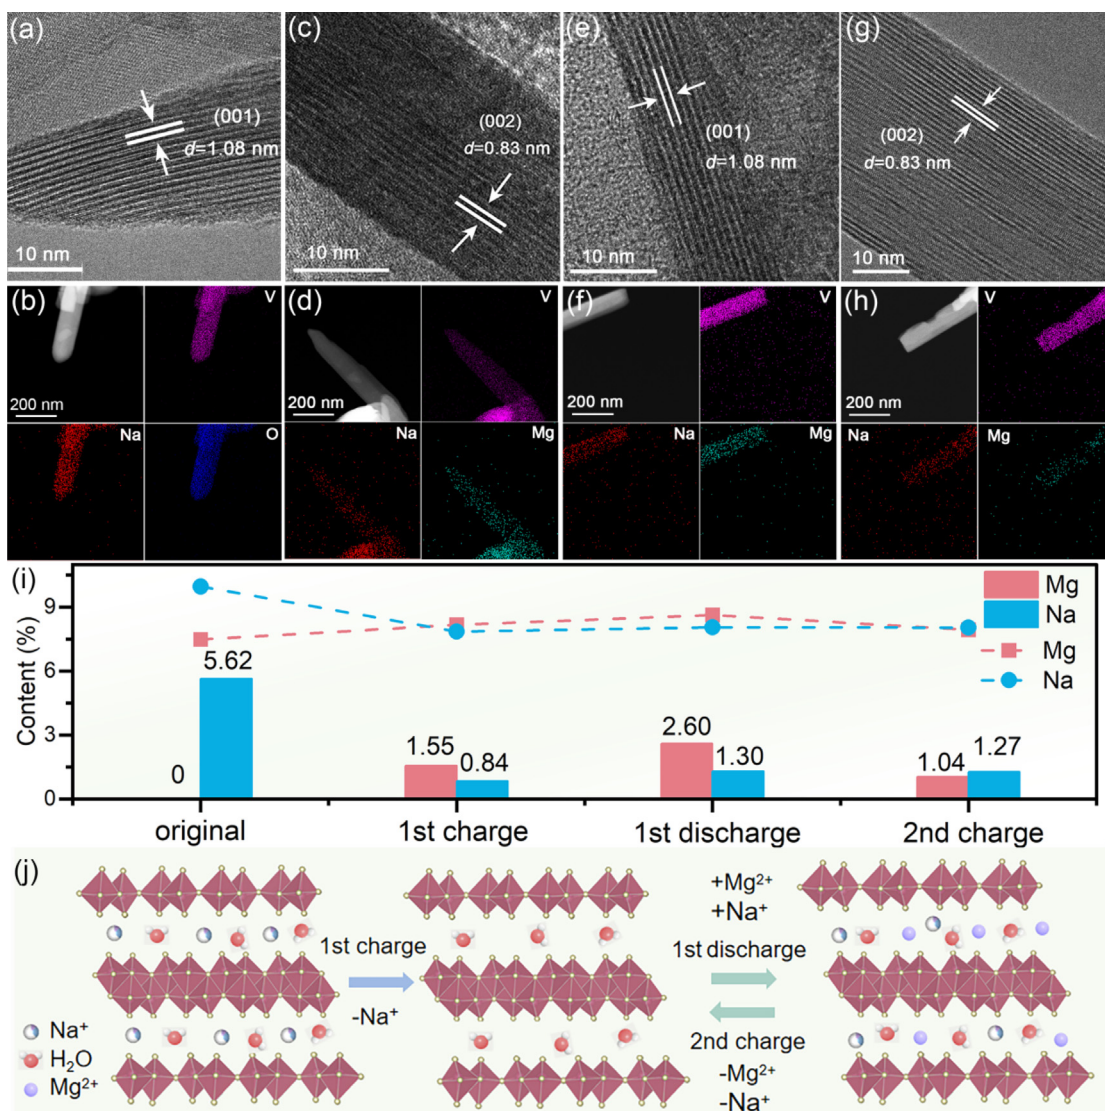 (a)
(001)
d=1.08 nm
10 nm
(c)
(002)
d=0.83 nm
10 nm
(e)
(001)
d=1.08 nm
10 nm
(g)
(002)
d=0.83 nm
10 nm
(b)
V
200 nm
Na
O
(d)
V
200 nm
Na
Mg
(f)
V
200 nm
Na
Mg
(h)
V
200 nm
Na
Mg
(i)
Content (%)
9
6
3
0
Mg
Na
Mg
Na
0
5.62
1.55
0.84
2.60
1.30
1.04
1.27
original
1st charge
1st discharge
2nd charge
(j)
1st charge
-Na⁺
+Mg²⁺
+Na⁺
1st discharge
2nd charge
-Mg²⁺
-Na⁺
Na⁺
H₂O
Mg²⁺